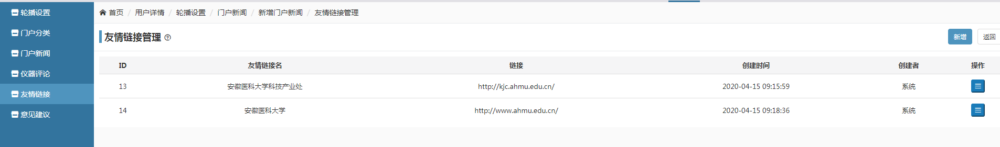 轮播设置
门户分类
门户新闻
仪器评论
友情链接
意见建议
首页 / 用户详情 / 轮播设置 / 门户新闻 / 新增门户新闻 / 友情链接管理
友情链接管理
新增 返回
ID 友情链接名 链接 创建时间 创建者 操作
13 安徽医科大学科技产业处 http://kjc.ahmu.edu.cn/ 2020-04-15 09:15:59 系统
14 安徽医科大学 http://www.ahmu.edu.cn/ 2020-04-15 09:18:36 系统